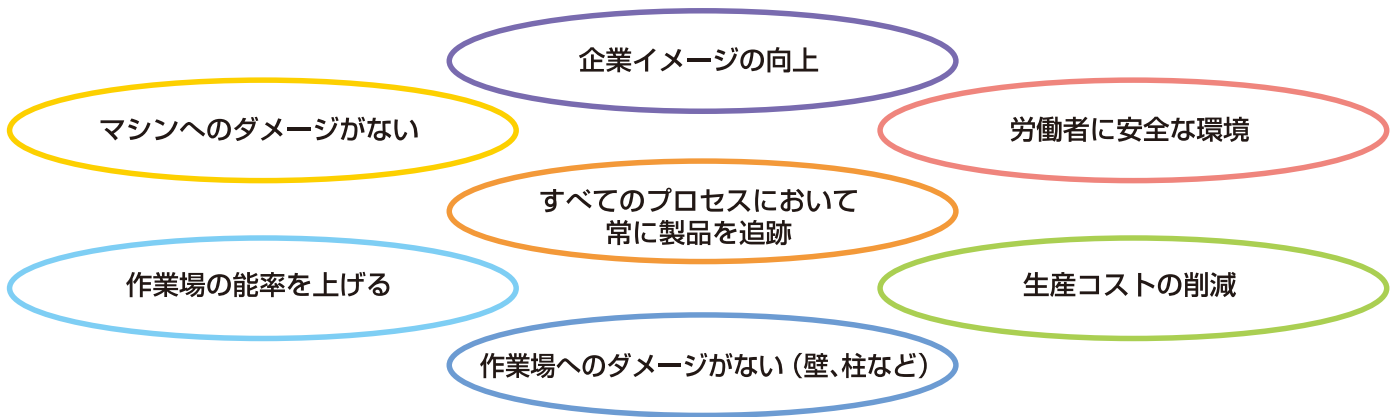 企業イメージの向上
マシンへのダメージがない
労働者に安全な環境
すべてのプロセスにおいて
常に製品を追跡
作業場の能率を上げる
生産コストの削減
作業場へのダメージがない（壁、柱など）